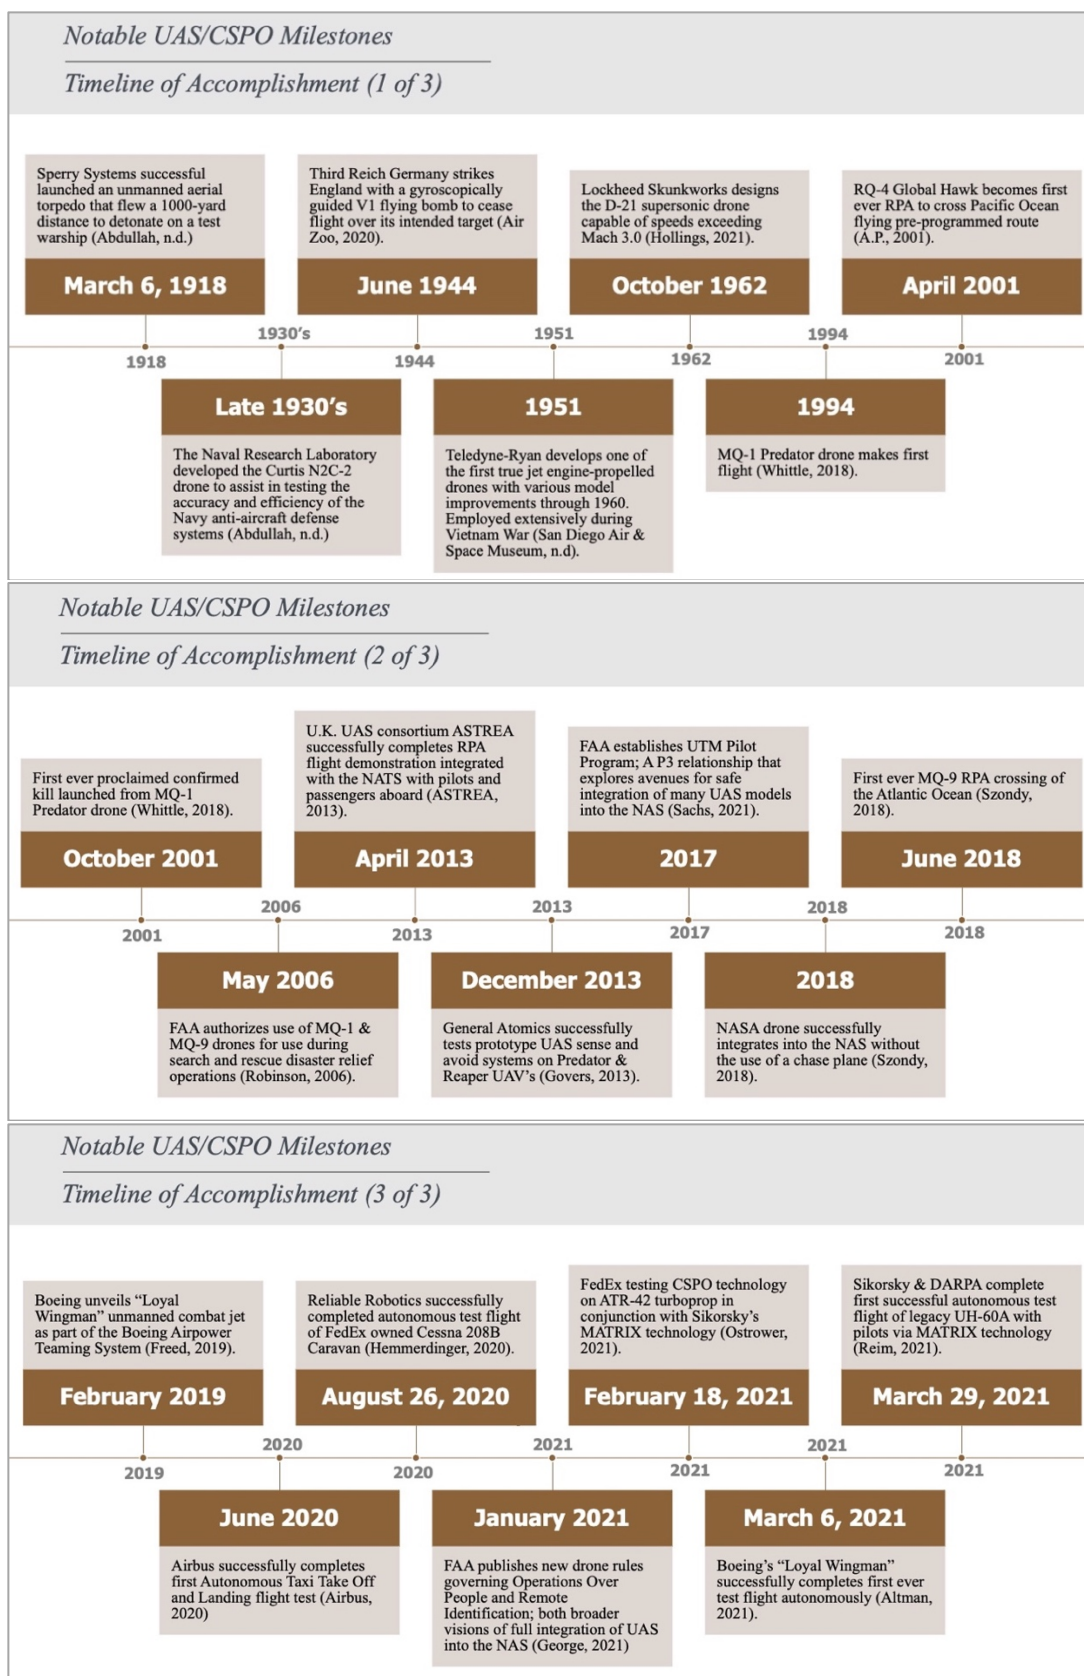 Notable UAS/CSPO Milestones
Timeline of Accomplishment (1 of 3)
Sperry Systems successful
launched an unmanned aerial
torpedo that flew a 1000-yard
distance to detonate on a test
warship (Abdullah, n.d.)
March 6, 1918
Third Reich Germany strikes
England with a gyroscopically
guided V1 flying bomb to cease
flight over its intended target (Air
Zoo, 2020).
June 1944
Lockheed Skunkworks designs
the D-21 supersonic drone
capable of speeds exceeding
Mach 3.0 (Hollings, 2021).
October 1962
RQ-4 Global Hawk becomes first
ever RPA to cross Pacific Ocean
flying pre-programmed route
(A.P., 2001).
April 2001
1918
1930's
1944
1951
1962
1994
2001
Late 1930's
The Naval Research Laboratory
developed the Curtis N2C-2
drone to assist in testing the
accuracy and efficiency of the
Navy anti-aircraft defense
systems (Abdullah, n.d.)
1951
Teledyne-Ryan develops one of
the first true jet engine-propelled
drones with various model
improvements through 1960.
Employed extensively during
Vietnam War (San Diego Air &
Space Museum, n.d).
1994
MQ-1 Predator drone makes first
flight (Whittle, 2018).
Notable UAS/CSPO Milestones
Timeline of Accomplishment (2 of 3)
First ever proclaimed confirmed
kill launched from MQ-1
Predator drone (Whittle, 2018).
October 2001
U.K. UAS consortium ASTREA
successfully completes RPA
flight demonstration integrated
with the NATS with pilots and
passengers aboard (ASTREA,
2013).
April 2013
FAA establishes UTM Pilot
Program; A P3 relationship that
explores avenues for safe
integration of many UAS models
into the NAS (Sachs, 2021).
2017
First ever MQ-9 RPA crossing of
the Atlantic Ocean (Szondy,
2018).
June 2018
2001
2006
2013
2013
2017
2018
2018
May 2006
FAA authorizes use of MQ-1 &
MQ-9 drones for use during
search and rescue disaster relief
operations (Robinson, 2006).
December 2013
General Atomics successfully
tests prototype UAS sense and
avoid systems on Predator &
Reaper UAV's (Govers, 2013).
2018
NASA drone successfully
integrates into the NAS without
the use of a chase plane (Szondy,
2018).
Notable UAS/CSPO Milestones
Timeline of Accomplishment (3 of 3)
Boeing unveils “Loyal
Wingman” unmanned combat jet
as part of the Boeing Airpower
Teaming System (Freed, 2019).
February 2019
Reliable Robotics successfully
completed autonomous test flight
of FedEx owned Cessna 208B
Caravan (Hemmerdinger, 2020).
August 26, 2020
FedEx testing CSPO technology
on ATR-42 turboprop in
conjunction with Sikorsky's
MATRIX technology (Ostrower,
2021).
February 18, 2021
Sikorsky & DARPA complete
first successful autonomous test
flight of legacy UH-60A with
pilots via MATRIX technology
(Reim, 2021).
March 29, 2021
2019
2020
2020
2021
2021
2021
2021
June 2020
Airbus successfully completes
first Autonomous Taxi Take Off
and Landing flight test (Airbus,
2020)
January 2021
FAA publishes new drone rules
governing Operations Over
People and Remote
Identification; both broader
visions of full integration of UAS
into the NAS (George, 2021)
March 6, 2021
Boeing's “Loyal Wingman”
successfully completes first ever
test flight autonomously (Altman,
2021).